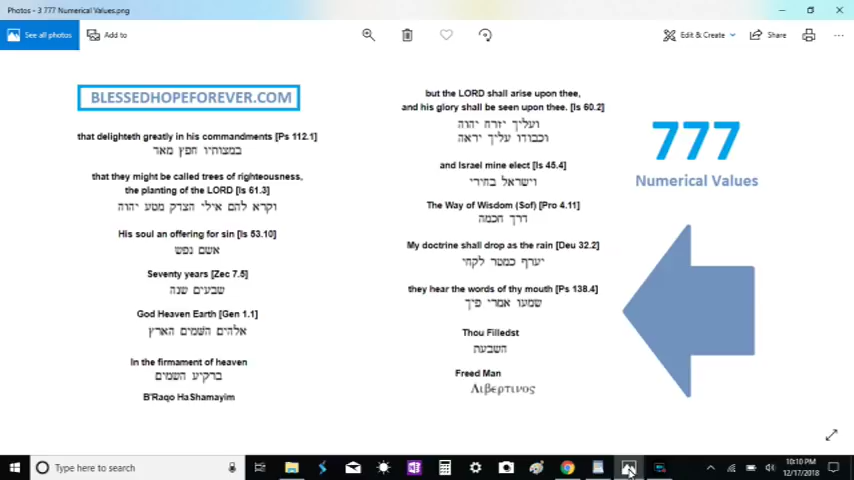 Photos - 3 777 Numerical Values.png
See all photos
Add to
Edit & Create
Share
BLESSEDHOPEFOREVER.COM
that delighteth greatly in his commandments [Ps 112.1]
במצותיו חפץ מאד
that they might be called trees of righteousness,
the planting of the LORD [Is 61.3]
וקרא להם אילי הצדק מטע יהוה
His soul an offering for sin [Is 53.10]
אשם נפש
Seventy years [Zec 7.5]
שבעים שנה
God Heaven Earth [Gen 1.1]
אלהים השמים הארץ
In the firmament of heaven
ברקיע השמים
B'Raqo HaShamayim
but the LORD shall arise upon thee,
and his glory shall be seen upon thee. [Is 60.2]
ועליך יזרח יהוה
וכבודו עליך יראה
and Israel mine elect [Is 45.4]
וישראל בחירי
The Way of Wisdom (Sof) [Pro 4.11]
דרך חכמה
My doctrine shall drop as the rain [Deu 32.2]
יערף כמטר לקחי
they hear the words of thy mouth [Ps 138.4]
שמעו אמרי פיך
Thou Filledst
השבעת
Freed Man
Λιβερτινος
777
Numerical Values
Type here to search
10:10 PM
12/17/2018